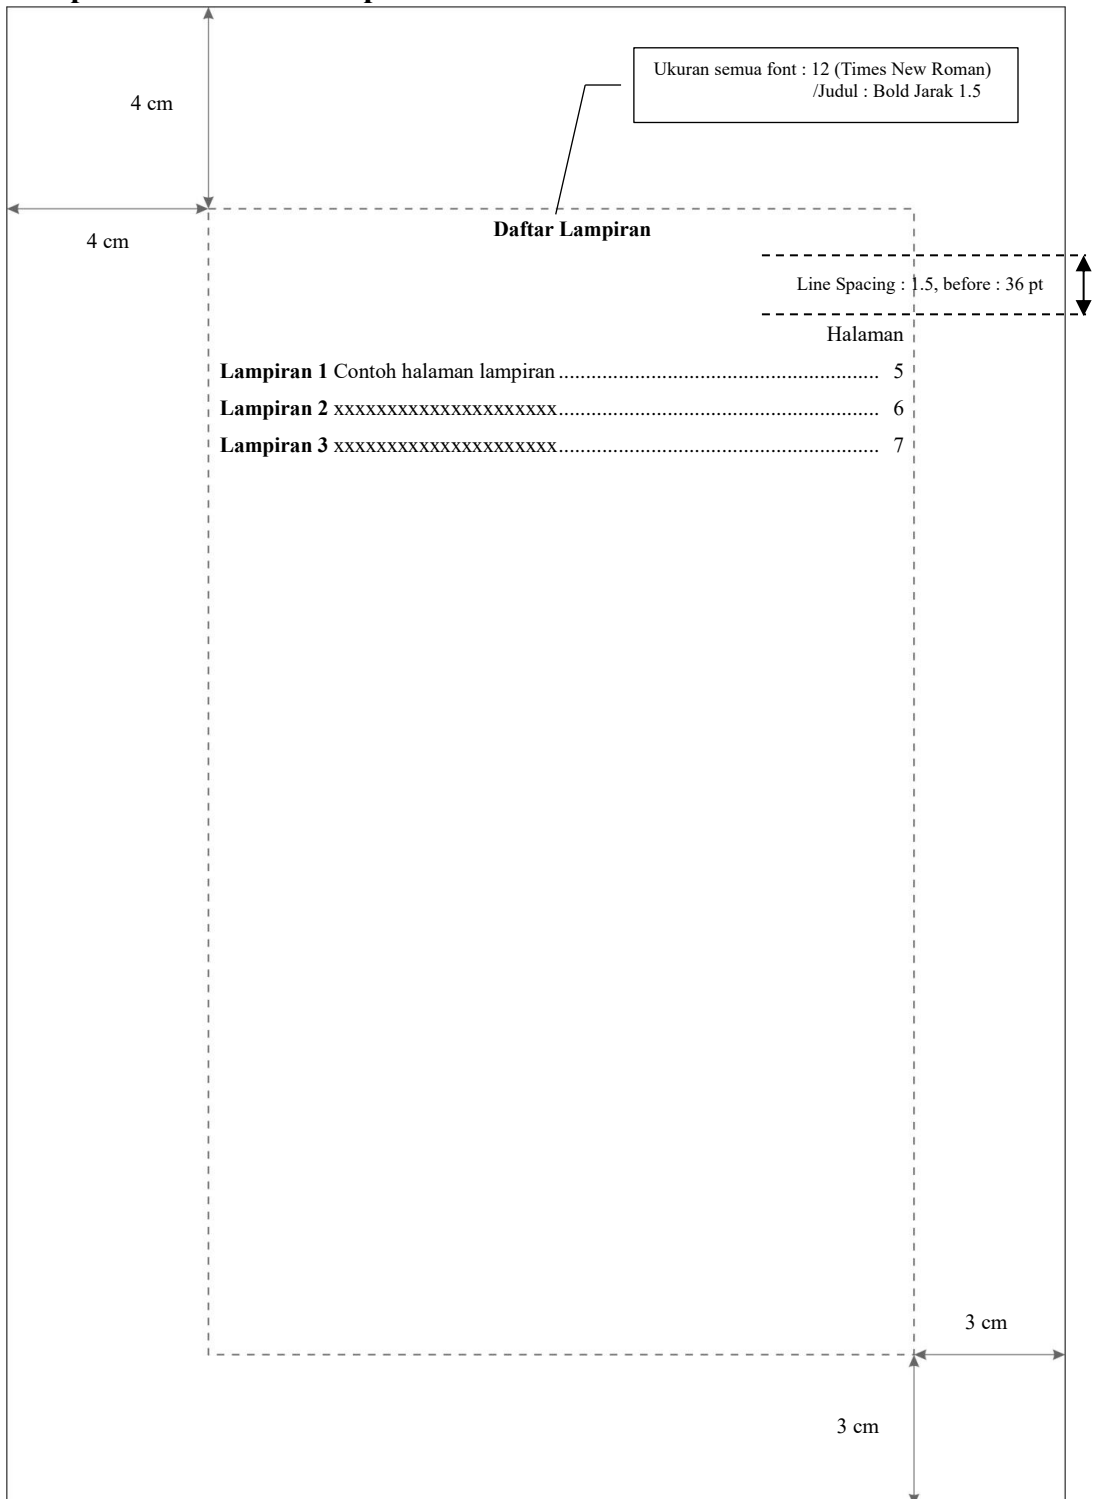 Ukuran semua font : 12 (Times New Roman)
/Judul : Bold Jarak 1.5
4 cm
4 cm
Daftar Lampiran
Line Spacing : 1.5, before : 36 pt
Halaman
Lampiran 1 Contoh halaman lampiran.......................................................... 5
Lampiran 2 xxxxxxxxxxxxxxxxxxxxx.......................................................... 6
Lampiran 3 xxxxxxxxxxxxxxxxxxxxx.......................................................... 7
3 cm
3 cm